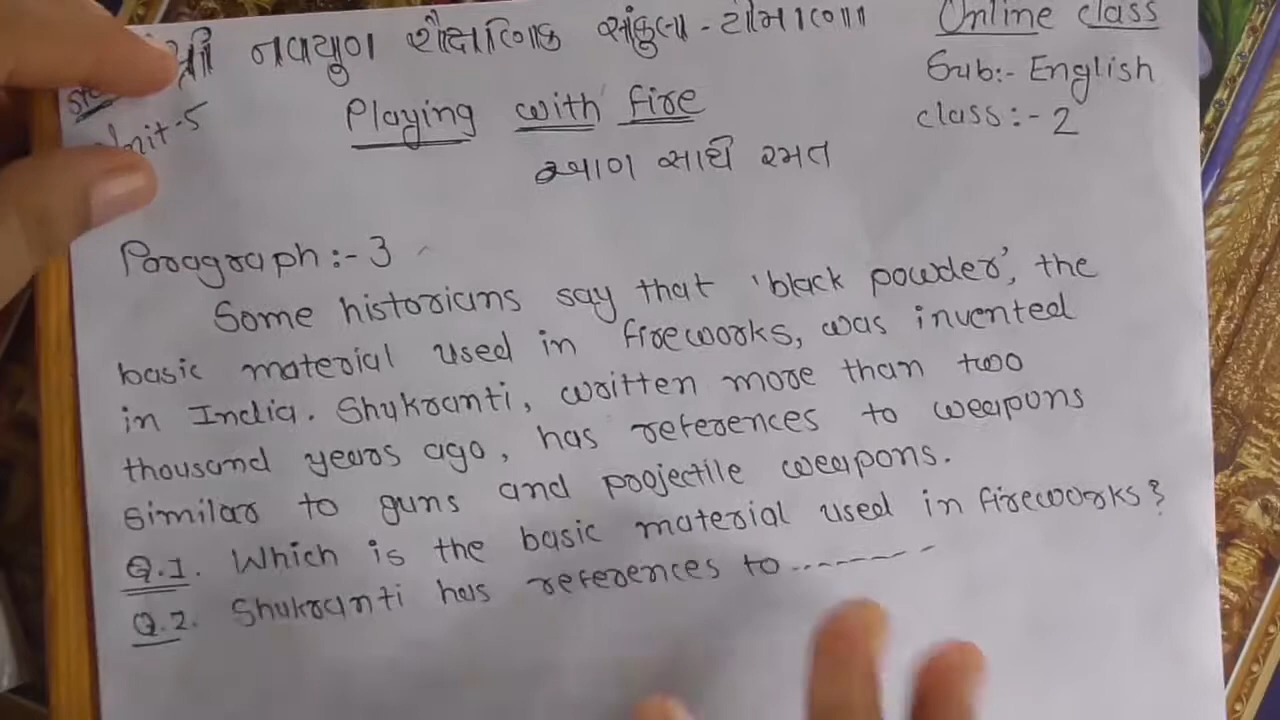 શ્રી નવયુગ શૈક્ષણિક સંકુલ - ટીમાણા
Online class
Sub:- English
Unit-5
class:- 2
Playing with fire
આગ સાથે રમત
Paragraph:- 3
Some historians say that 'black powder', the
basic material used in fireworks, was invented
in India. Shukranti, written more than two
thousand years ago, has references to weapons
similar to guns and projectile weapons.
Q.1. Which is the basic material used in fireworks?
Q.2. Shukranti has references to --------